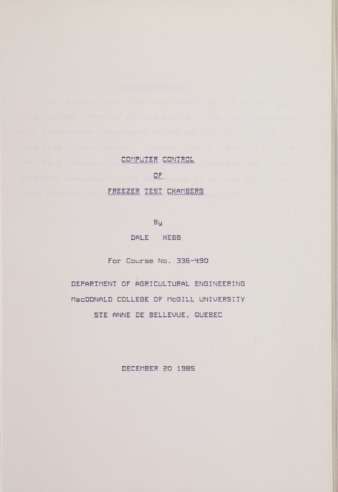 COMPUTER CONTROL
OF
FREEZER TEST CHAMBERS
By
DALE HEBB
For Course No. 336-490
DEPARTMENT OF AGRICULTURAL ENGINEERING
MacDONALD COLLEGE OF McGILL UNIVERSITY
STE ANNE DE BELLEVUE, QUEBEC
DECEMBER 20 1985